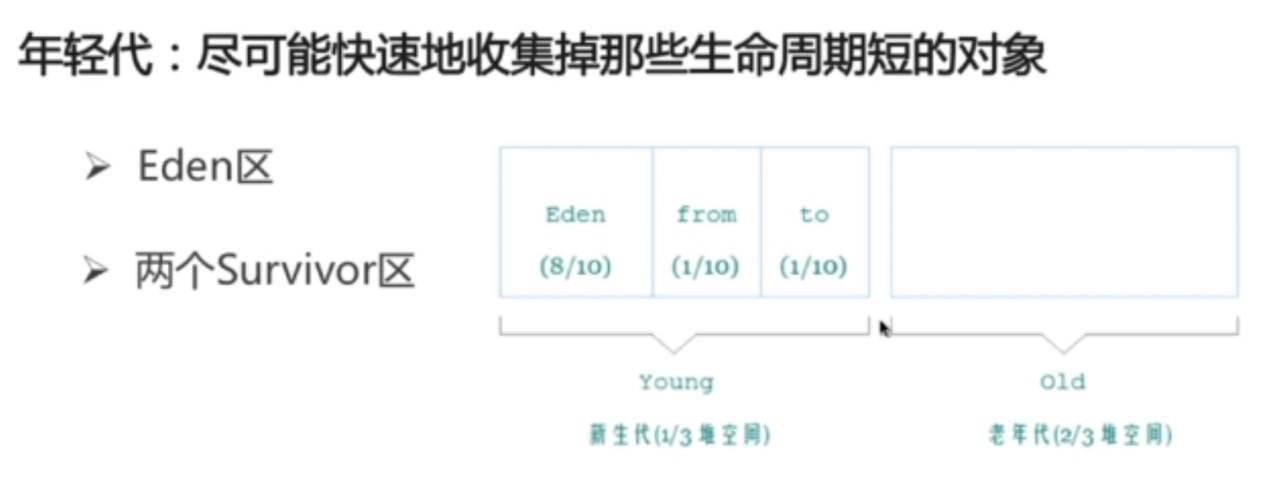 年轻代：尽可能快速地收集掉那些生命周期短的对象
➢ Eden区
➢ 两个Survivor区
Eden from to
(8/10) (1/10) (1/10)
Young Old
新生代(1/3 堆空间) 老年代(2/3 堆空间)